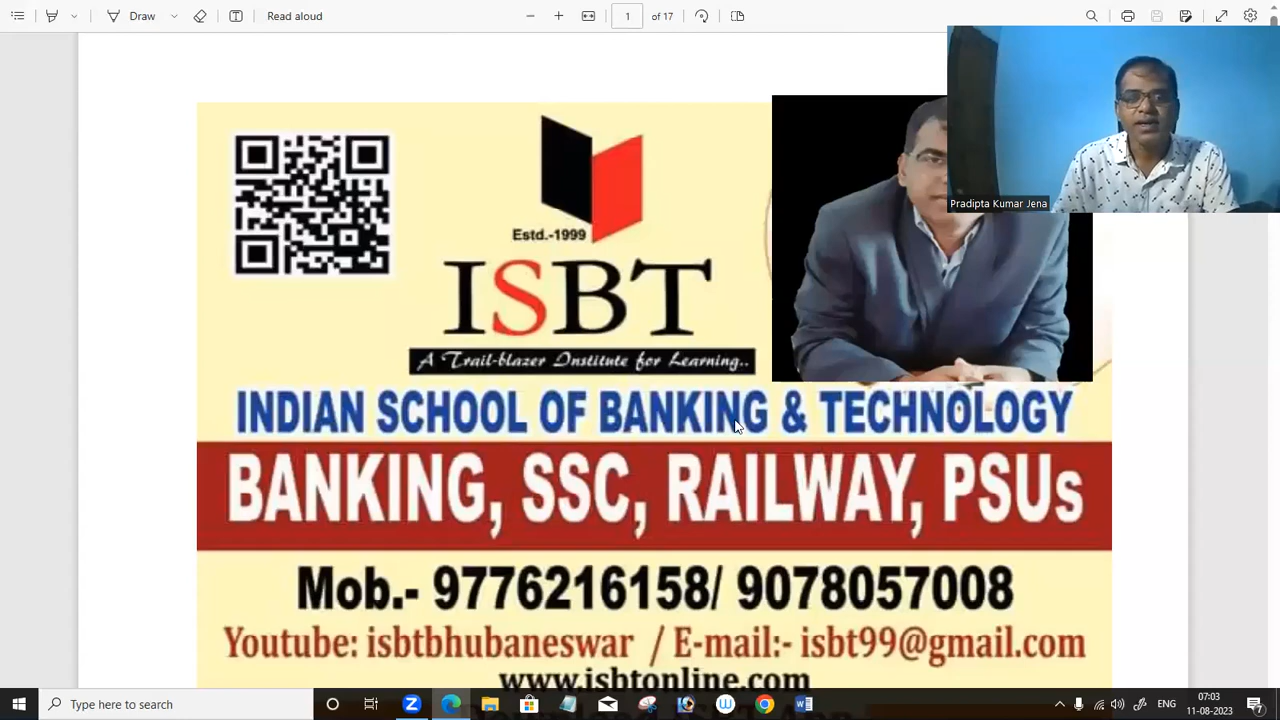 Draw
Read aloud
1
of 17
Pradipta Kumar Jena
Estd.-1999
ISBT
A Trail-blazer Institute for Learning..
INDIAN SCHOOL OF BANKING & TECHNOLOGY
BANKING, SSC, RAILWAY, PSUs
Mob.- 9776216158/ 9078057008
Youtube: isbtbhubaneswar / E-mail:- isbt99@gmail.com
www.isbtonline.com
Type here to search
ENG
07:03
11-08-2023